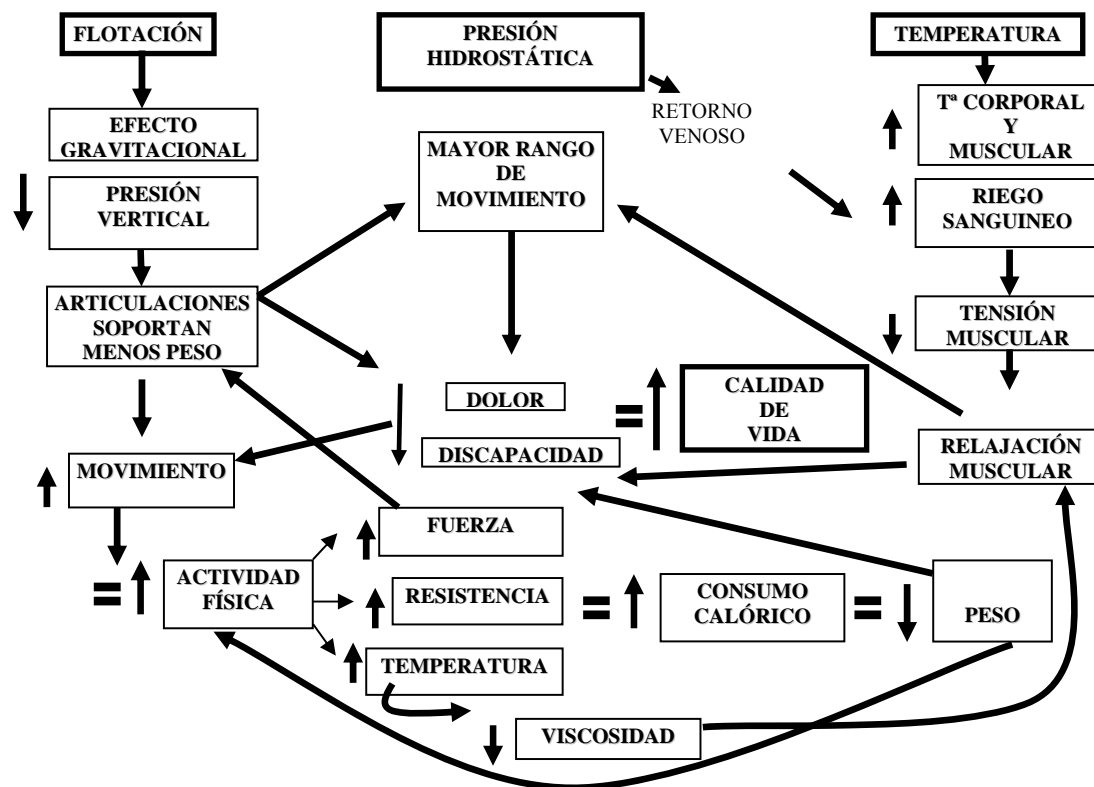 FLOTACIÓN
PRESIÓN
HIDROSTÁTICA
TEMPERATURA
RETORNO
VENOSO
EFECTO
GRAVITACIONAL
PRESIÓN
VERTICAL
MAYOR RANGO
DE
MOVIMIENTO
Tª CORPORAL
Y
MUSCULAR
RIEGO
SANGUINEO
ARTICULACIONES
SOPORTAN
MENOS PESO
TENSIÓN
MUSCULAR
DOLOR
DISCAPACIDAD
=
CALIDAD
DE
VIDA
MOVIMIENTO
RELAJACIÓN
MUSCULAR
=
ACTIVIDAD
FÍSICA
FUERZA
RESISTENCIA
=
CONSUMO
CALÓRICO
=
PESO
TEMPERATURA
VISCOSIDAD